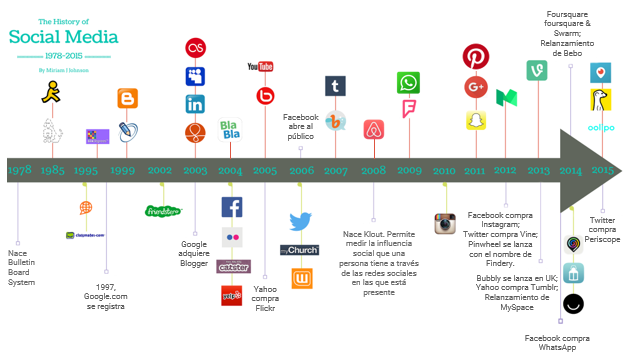 The History of
Social Media
1978-2015
By Miriam J Johnson
Foursquare
foursquare &
Swarm;
Relanzamiento
de Bebo
YouTube
Bla
Bla
Facebook
abre al
público
oollpo
1978
1985
1995
1999
2002
2003
2004
2005
2006
2007
2008
2009
2010
2011
2012
2013
2014
2015
Nace
Bulletin
Board
System
classmates.com
1997,
Google.com
se registra
friendster
Google
adquiere
Blogger
flickr
catster
yelp
Yahoo
compra
Flickr
myChurch
Nace Klout. Permite
medir la influencia
social que una
persona tiene a través
de las redes sociales
en las que está
presente
Facebook compra
Instagram;
Twitter compra Vine;
Pinwheel se lanza
con el nombre de
Findery.
Bubbly se lanza en UK;
Yahoo compra Tumblr;
Relanzamiento de
MySpace
Twitter
compra
Periscope
Facebook compra
WhatsApp